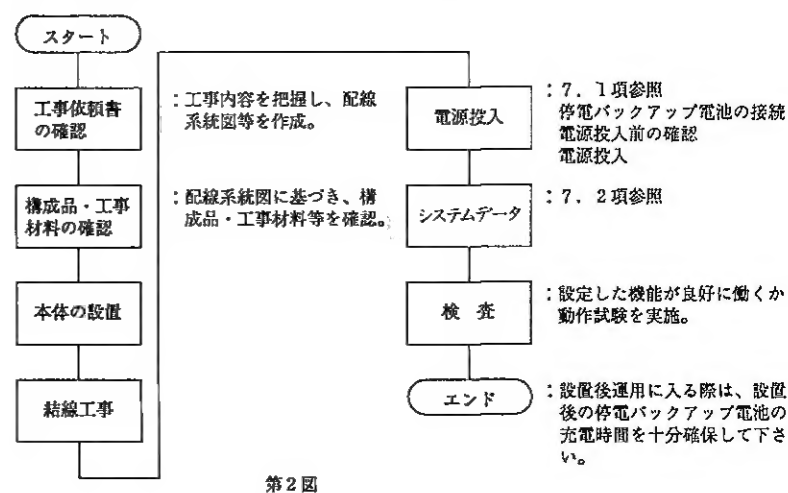 スタート
工事依頼書
の確認
:工事内容を把握し、配線
系統図等を作成。
構成品・工事
材料の確認
:配線系統図に基づき、構
成品・工事材料等を確認。
本体の設置
結線工事
電源投入
:7．1項参照
停電バックアップ電池の接続
電源投入前の確認
電源投入
システムデータ
:7．2項参照
検　査
:設定した機能が良好に働くか
動作試験を実施。
エンド
:設置後運用に入る際は、設置
後の停電バックアップ電池の
充電時間を十分確保して下さ
い。
第2図